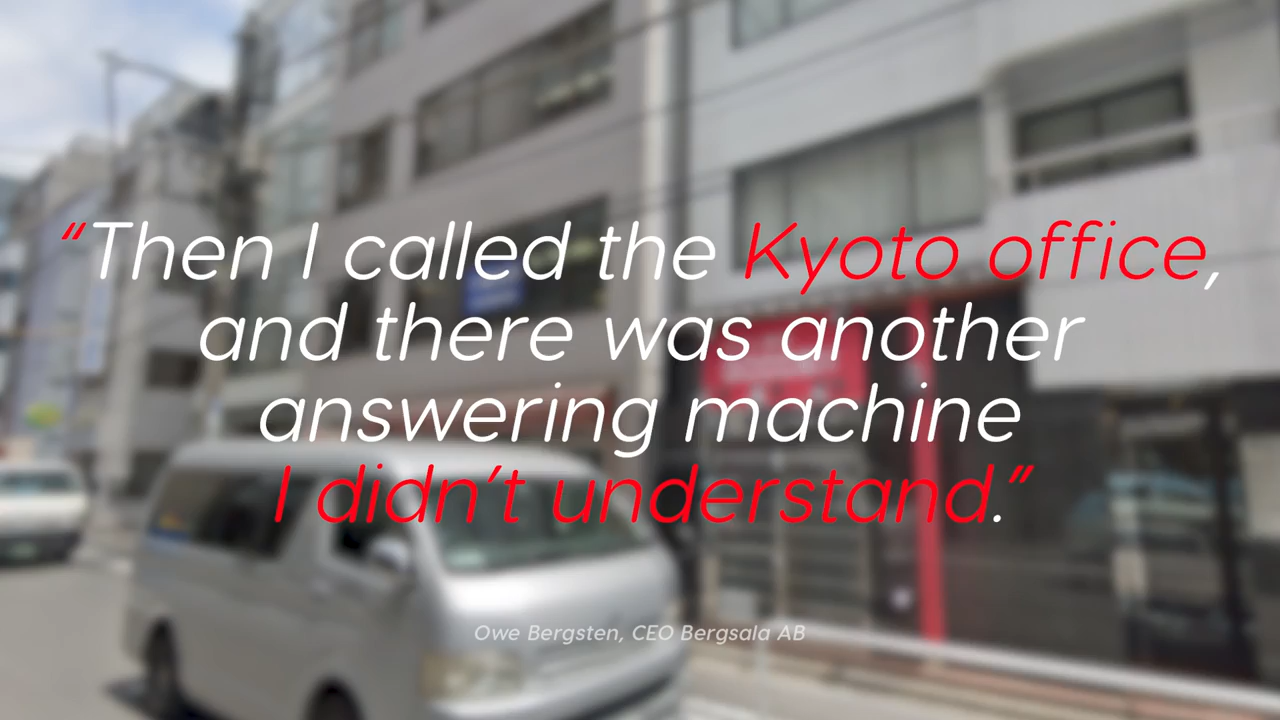 “Then I called the Kyoto office,
and there was another
answering machine
I didn’t understand.”
Owe Bergsten, CEO Bergsala AB